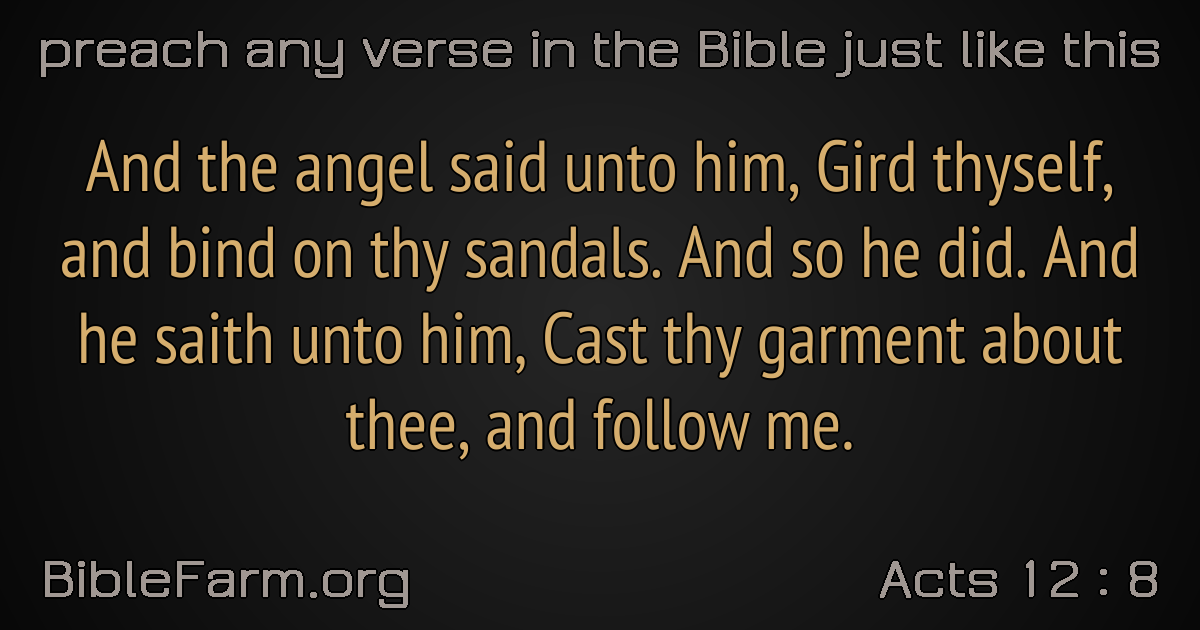 preach any verse in the Bible just like this
And the angel said unto him, Gird thyself,
and bind on thy sandals. And so he did. And
he saith unto him, Cast thy garment about
thee, and follow me.
BibleFarm.org
Acts 12 : 8